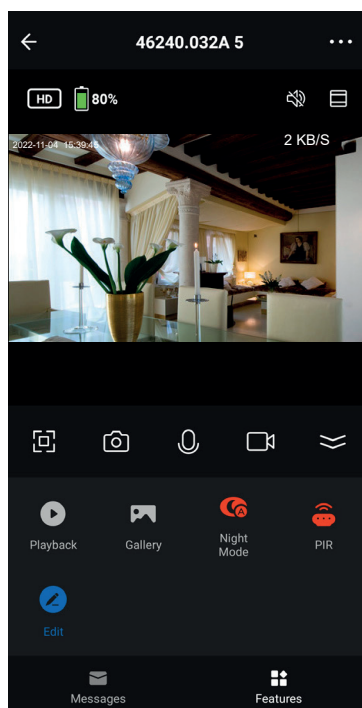 46240.032A 5
HD 80%
2022-11-04 15:39:45 2 KB/S
Playback Gallery Night Mode PIR
A
Edit
Messages Features